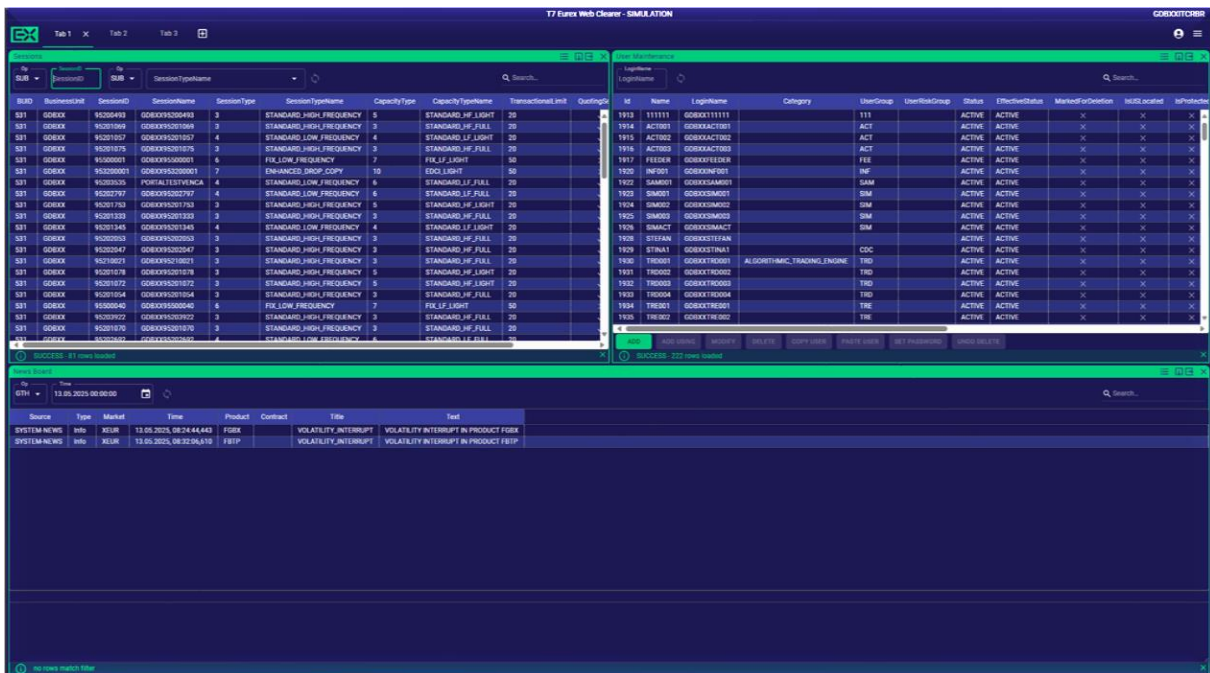 T7 Eurex Web Clearer - SIMULATION
GDBXX0TCRBR
EX Tab 1 × Tab 2 Tab 3
Sessions
Op SessionID Op
SUB SessionID SUB SessionTypeName Search...
BUID BusinessUnit SessionID SessionName SessionType SessionTypeName CapacityType CapacityTypeName TransactionalLimit
531 GDBXX 95200493 GDBXX95200493 3 STANDARD_HIGH_FREQUENCY 5 STANDARD_HF_LIGHT 20
531 GDBXX 95201069 GDBXX95201069 3 STANDARD_HIGH_FREQUENCY 3 STANDARD_HF_FULL 20
531 GDBXX 95201057 GDBXX95201057 4 STANDARD_LOW_FREQUENCY 4 STANDARD_LF_LIGHT 20
531 GDBXX 95201075 GDBXX95201075 3 STANDARD_HIGH_FREQUENCY 3 STANDARD_HF_FULL 20
531 GDBXX 95500001 GDBXX95500001 6 FIX_LOW_FREQUENCY 7 FIX_LF_LIGHT 50
531 GDBXX 953200001 GDBXX953200001 7 ENHANCED_DROP_COPY 10 EDCI_LIGHT 50
531 GDBXX 95203535 PORTALTESTVENCA 4 STANDARD_LOW_FREQUENCY 6 STANDARD_LF_FULL 20
531 GDBXX 95202797 GDBXX95202797 4 STANDARD_LOW_FREQUENCY 6 STANDARD_LF_FULL 20
531 GDBXX 95201753 GDBXX95201753 3 STANDARD_HIGH_FREQUENCY 5 STANDARD_HF_LIGHT 20
531 GDBXX 95201333 GDBXX95201333 3 STANDARD_HIGH_FREQUENCY 3 STANDARD_HF_FULL 20
531 GDBXX 95201345 GDBXX95201345 4 STANDARD_LOW_FREQUENCY 4 STANDARD_LF_LIGHT 20
531 GDBXX 95202053 GDBXX95202053 3 STANDARD_HIGH_FREQUENCY 3 STANDARD_HF_FULL 20
531 GDBXX 95202047 GDBXX95202047 3 STANDARD_HIGH_FREQUENCY 3 STANDARD_HF_FULL 20
531 GDBXX 95210021 GDBXX95210021 3 STANDARD_HIGH_FREQUENCY 3 STANDARD_HF_FULL 20
531 GDBXX 95201078 GDBXX95201078 3 STANDARD_HIGH_FREQUENCY 5 STANDARD_HF_LIGHT 20
531 GDBXX 95201072 GDBXX95201072 3 STANDARD_HIGH_FREQUENCY 5 STANDARD_HF_LIGHT 20
531 GDBXX 95201054 GDBXX95201054 3 STANDARD_HIGH_FREQUENCY 3 STANDARD_HF_FULL 20
531 GDBXX 95500040 GDBXX95500040 6 FIX_LOW_FREQUENCY 7 FIX_LF_LIGHT 50
531 GDBXX 95203922 GDBXX95203922 3 STANDARD_HIGH_FREQUENCY 3 STANDARD_HF_FULL 20
531 GDBXX 95201070 GDBXX95201070 3 STANDARD_HIGH_FREQUENCY 3 STANDARD_HF_FULL 20
531 GDBXX 95202692 GDBXX95202692 4 STANDARD_LOW_FREQUENCY 6 STANDARD_LF_FULL 20
SUCCESS - 81 rows loaded
User Maintenance
LoginName
LoginName Search...
Id Name LoginName Category UserGroup UserRiskGroup Status EffectiveStatus MarkedForDeletion IsUSLocated IsProtected
1913 111111 GDBXX111111 111 ACTIVE ACTIVE
1914 ACT001 GDBXXACT001 ACT ACTIVE ACTIVE
1915 ACT002 GDBXXACT002 ACT ACTIVE ACTIVE
1916 ACT003 GDBXXACT003 ACT ACTIVE ACTIVE
1917 FEEDER GDBXXFEEDER FEE ACTIVE ACTIVE
1920 INF001 GDBXXINF001 INF ACTIVE ACTIVE
1922 SAM001 GDBXXSAM001 SAM ACTIVE ACTIVE
1923 SIM001 GDBXXSIM001 SIM ACTIVE ACTIVE
1924 SIM002 GDBXXSIM002 SIM ACTIVE ACTIVE
1925 SIM003 GDBXXSIM003 SIM ACTIVE ACTIVE
1926 SIMACT GDBXXSIMACT SIM ACTIVE ACTIVE
1928 STEFAN GDBXXSTEFAN ACTIVE ACTIVE
1929 STINA1 GDBXXSTINA1 CDC ACTIVE ACTIVE
1930 TRD001 GDBXXTRD001 ALGORITHMIC_TRADING_ENGINE TRD ACTIVE ACTIVE
1931 TRD002 GDBXXTRD002 TRD ACTIVE ACTIVE
1932 TRD003 GDBXXTRD003 TRD ACTIVE ACTIVE
1933 TRD004 GDBXXTRD004 TRD ACTIVE ACTIVE
1934 TRE001 GDBXXTRE001 TRE ACTIVE ACTIVE
1935 TRE002 GDBXXTRE002 TRE ACTIVE ACTIVE
ADD ADD USING MODIFY DELETE COPY USER PASTE USER SET PASSWORD UNDO DELETE
SUCCESS - 222 rows loaded
News Board
Op Time
GTH 13.05.2025 00:00:00 Search...
Source Type Market Time Product Contract Title Text
SYSTEM-NEWS Info XEUR 13.05.2025, 08:24:44,443 FGBX VOLATILITY_INTERRUPT VOLATILITY INTERRUPT IN PRODUCT FGBX
SYSTEM-NEWS Info XEUR 13.05.2025, 08:32:06,610 FBTP VOLATILITY_INTERRUPT VOLATILITY INTERRUPT IN PRODUCT FBTP
no rows match filter